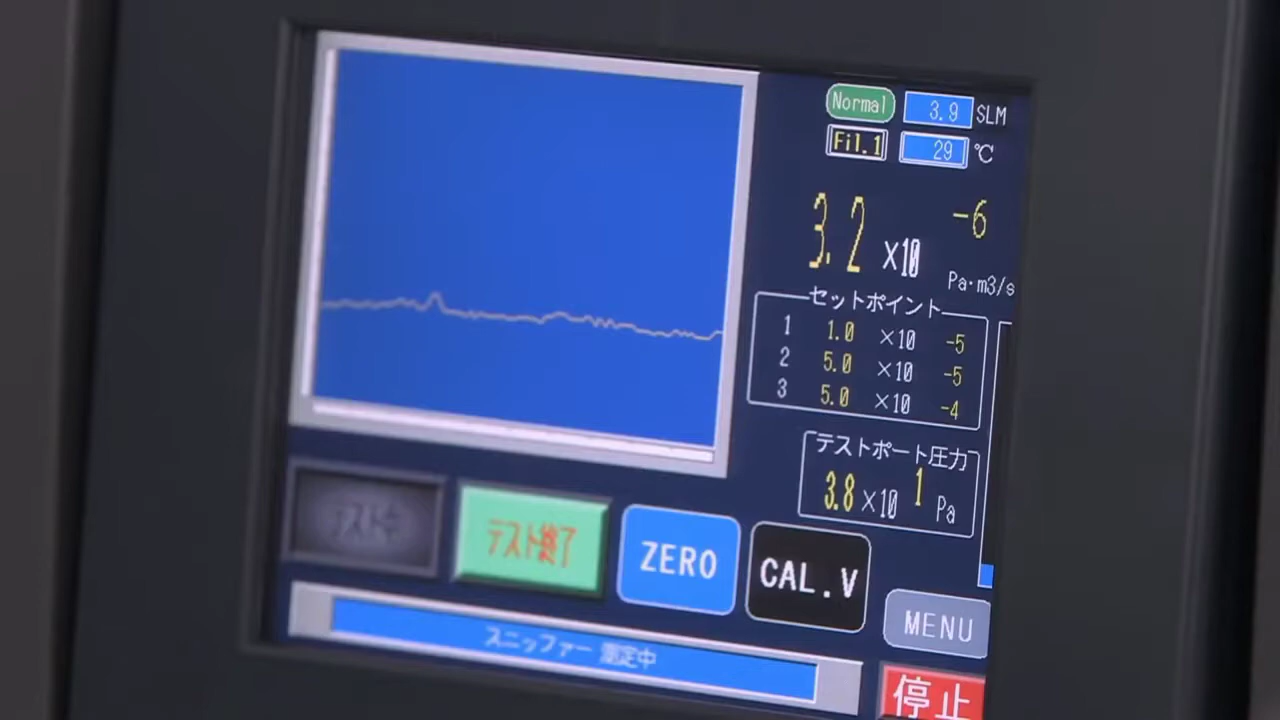 Normal 3.9 SLM
Fil.1 29 ℃
3.2 ×10 -6
Pa·m3/s
セットポイント
1 1.0 ×10 -5
2 5.0 ×10 -5
3 5.0 ×10 -4
テストポート圧力
3.8 ×10 1 Pa
テスト終了
ZERO
CAL.V
MENU
スニッファー 測定中
停止